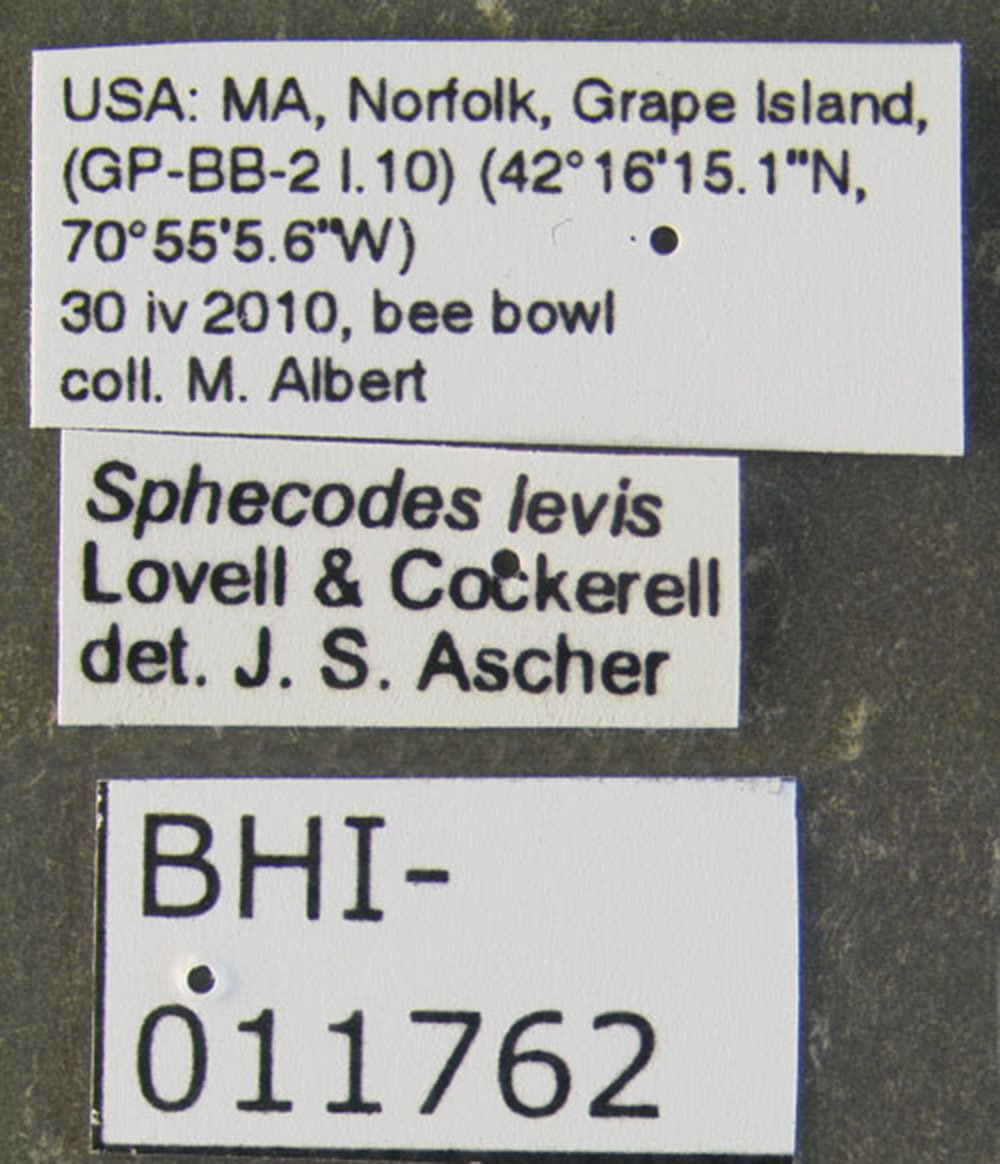 USA: MA, Norfolk, Grape Island,
(GP-BB-2 I.10) (42°16'15.1"N,
70°55'5.6"W)
30 iv 2010, bee bowl
coll. M. Albert
Sphecodes levis
Lovell & Cockerell
det. J. S. Ascher
BHI-
011762